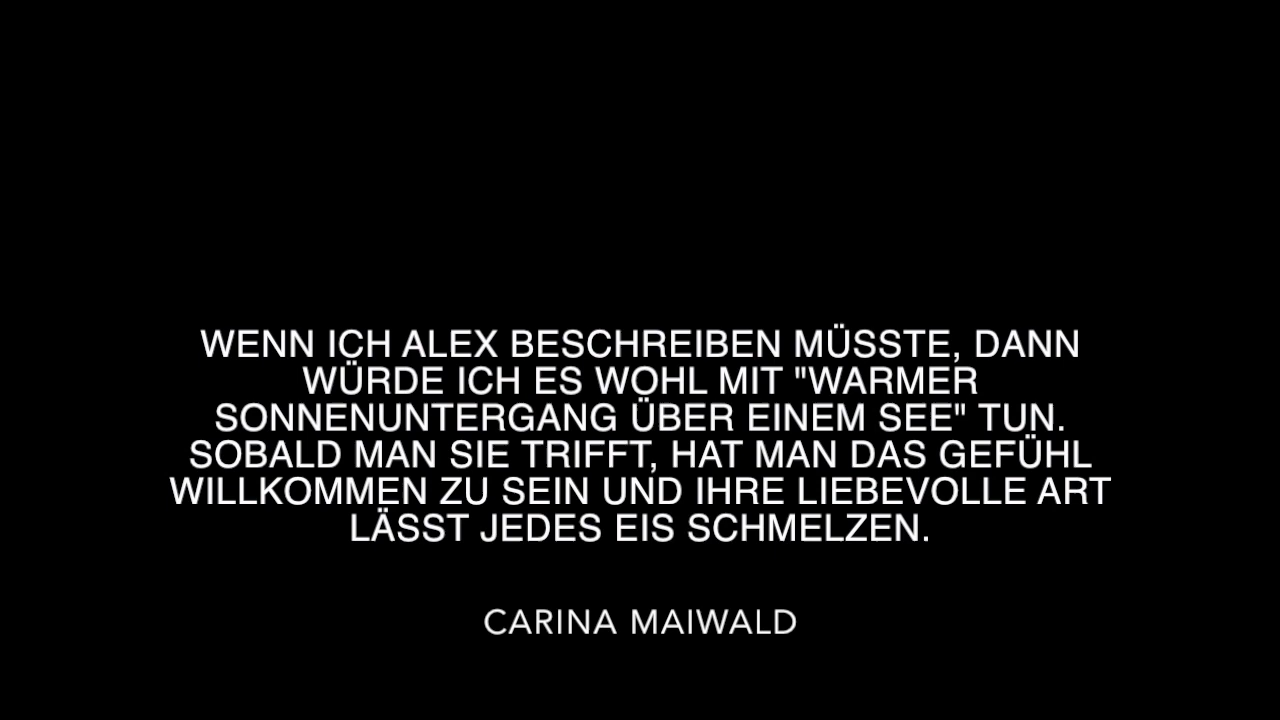 WENN ICH ALEX BESCHREIBEN MÜSSTE, DANN
WÜRDE ICH ES WOHL MIT "WARMER
SONNENUNTERGANG ÜBER EINEM SEE" TUN.
SOBALD MAN SIE TRIFFT, HAT MAN DAS GEFÜHL
WILLKOMMEN ZU SEIN UND IHRE LIEBEVOLLE ART
LÄSST JEDES EIS SCHMELZEN.
CARINA MAIWALD